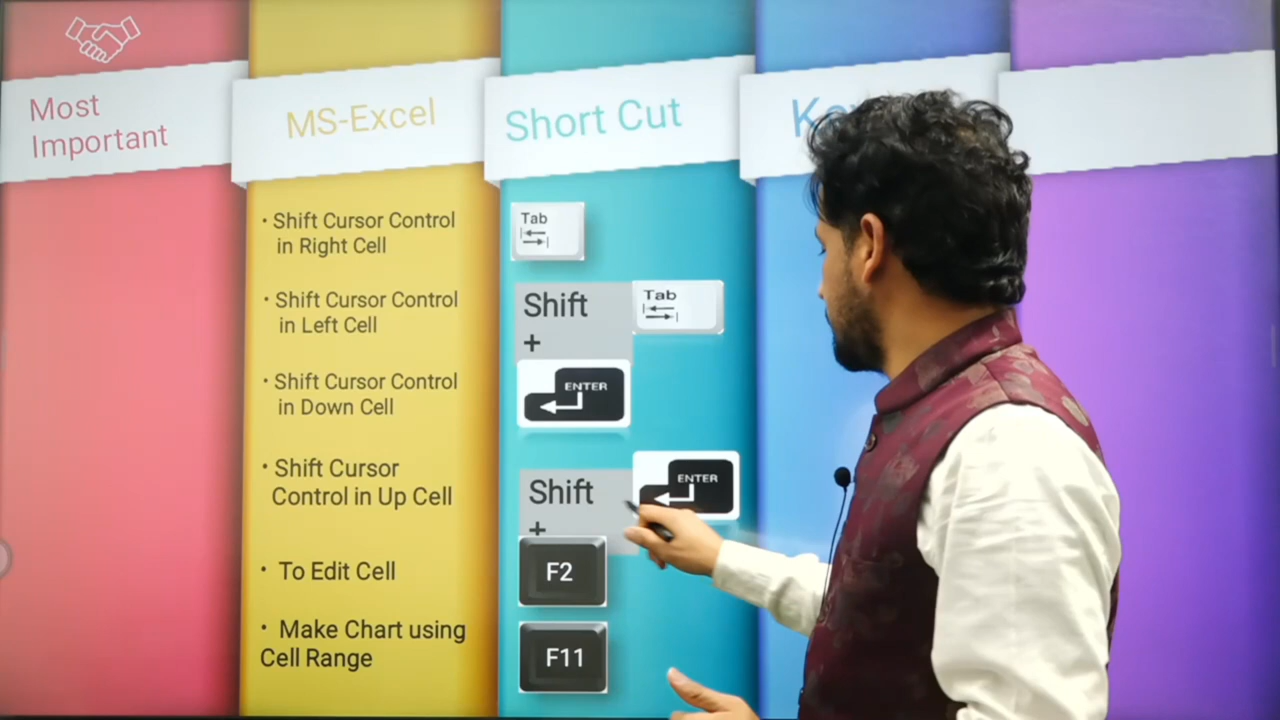 Most
Important
MS-Excel
Short Cut
• Shift Cursor Control
in Right Cell
Tab
• Shift Cursor Control
in Left Cell
Shift
+
Tab
• Shift Cursor Control
in Down Cell
ENTER
• Shift Cursor
Control in Up Cell
Shift
+
ENTER
• To Edit Cell
F2
• Make Chart using
Cell Range
F11